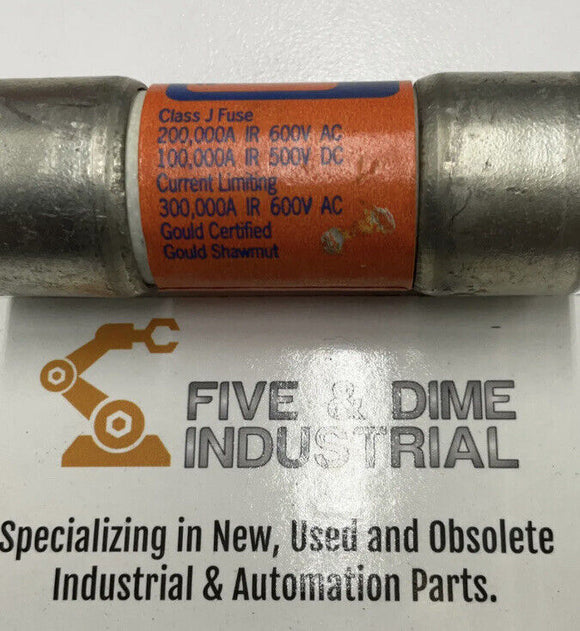 Class J Fuse
200,000A IR 600V AC
100,000A IR 500V DC
Current Limiting
300,000A IR 600V AC
Gould Certified
Gould Shawmut
FIVE & DIME
INDUSTRIAL
Specializing in New, Used and Obsolete
Industrial & Automation Parts.